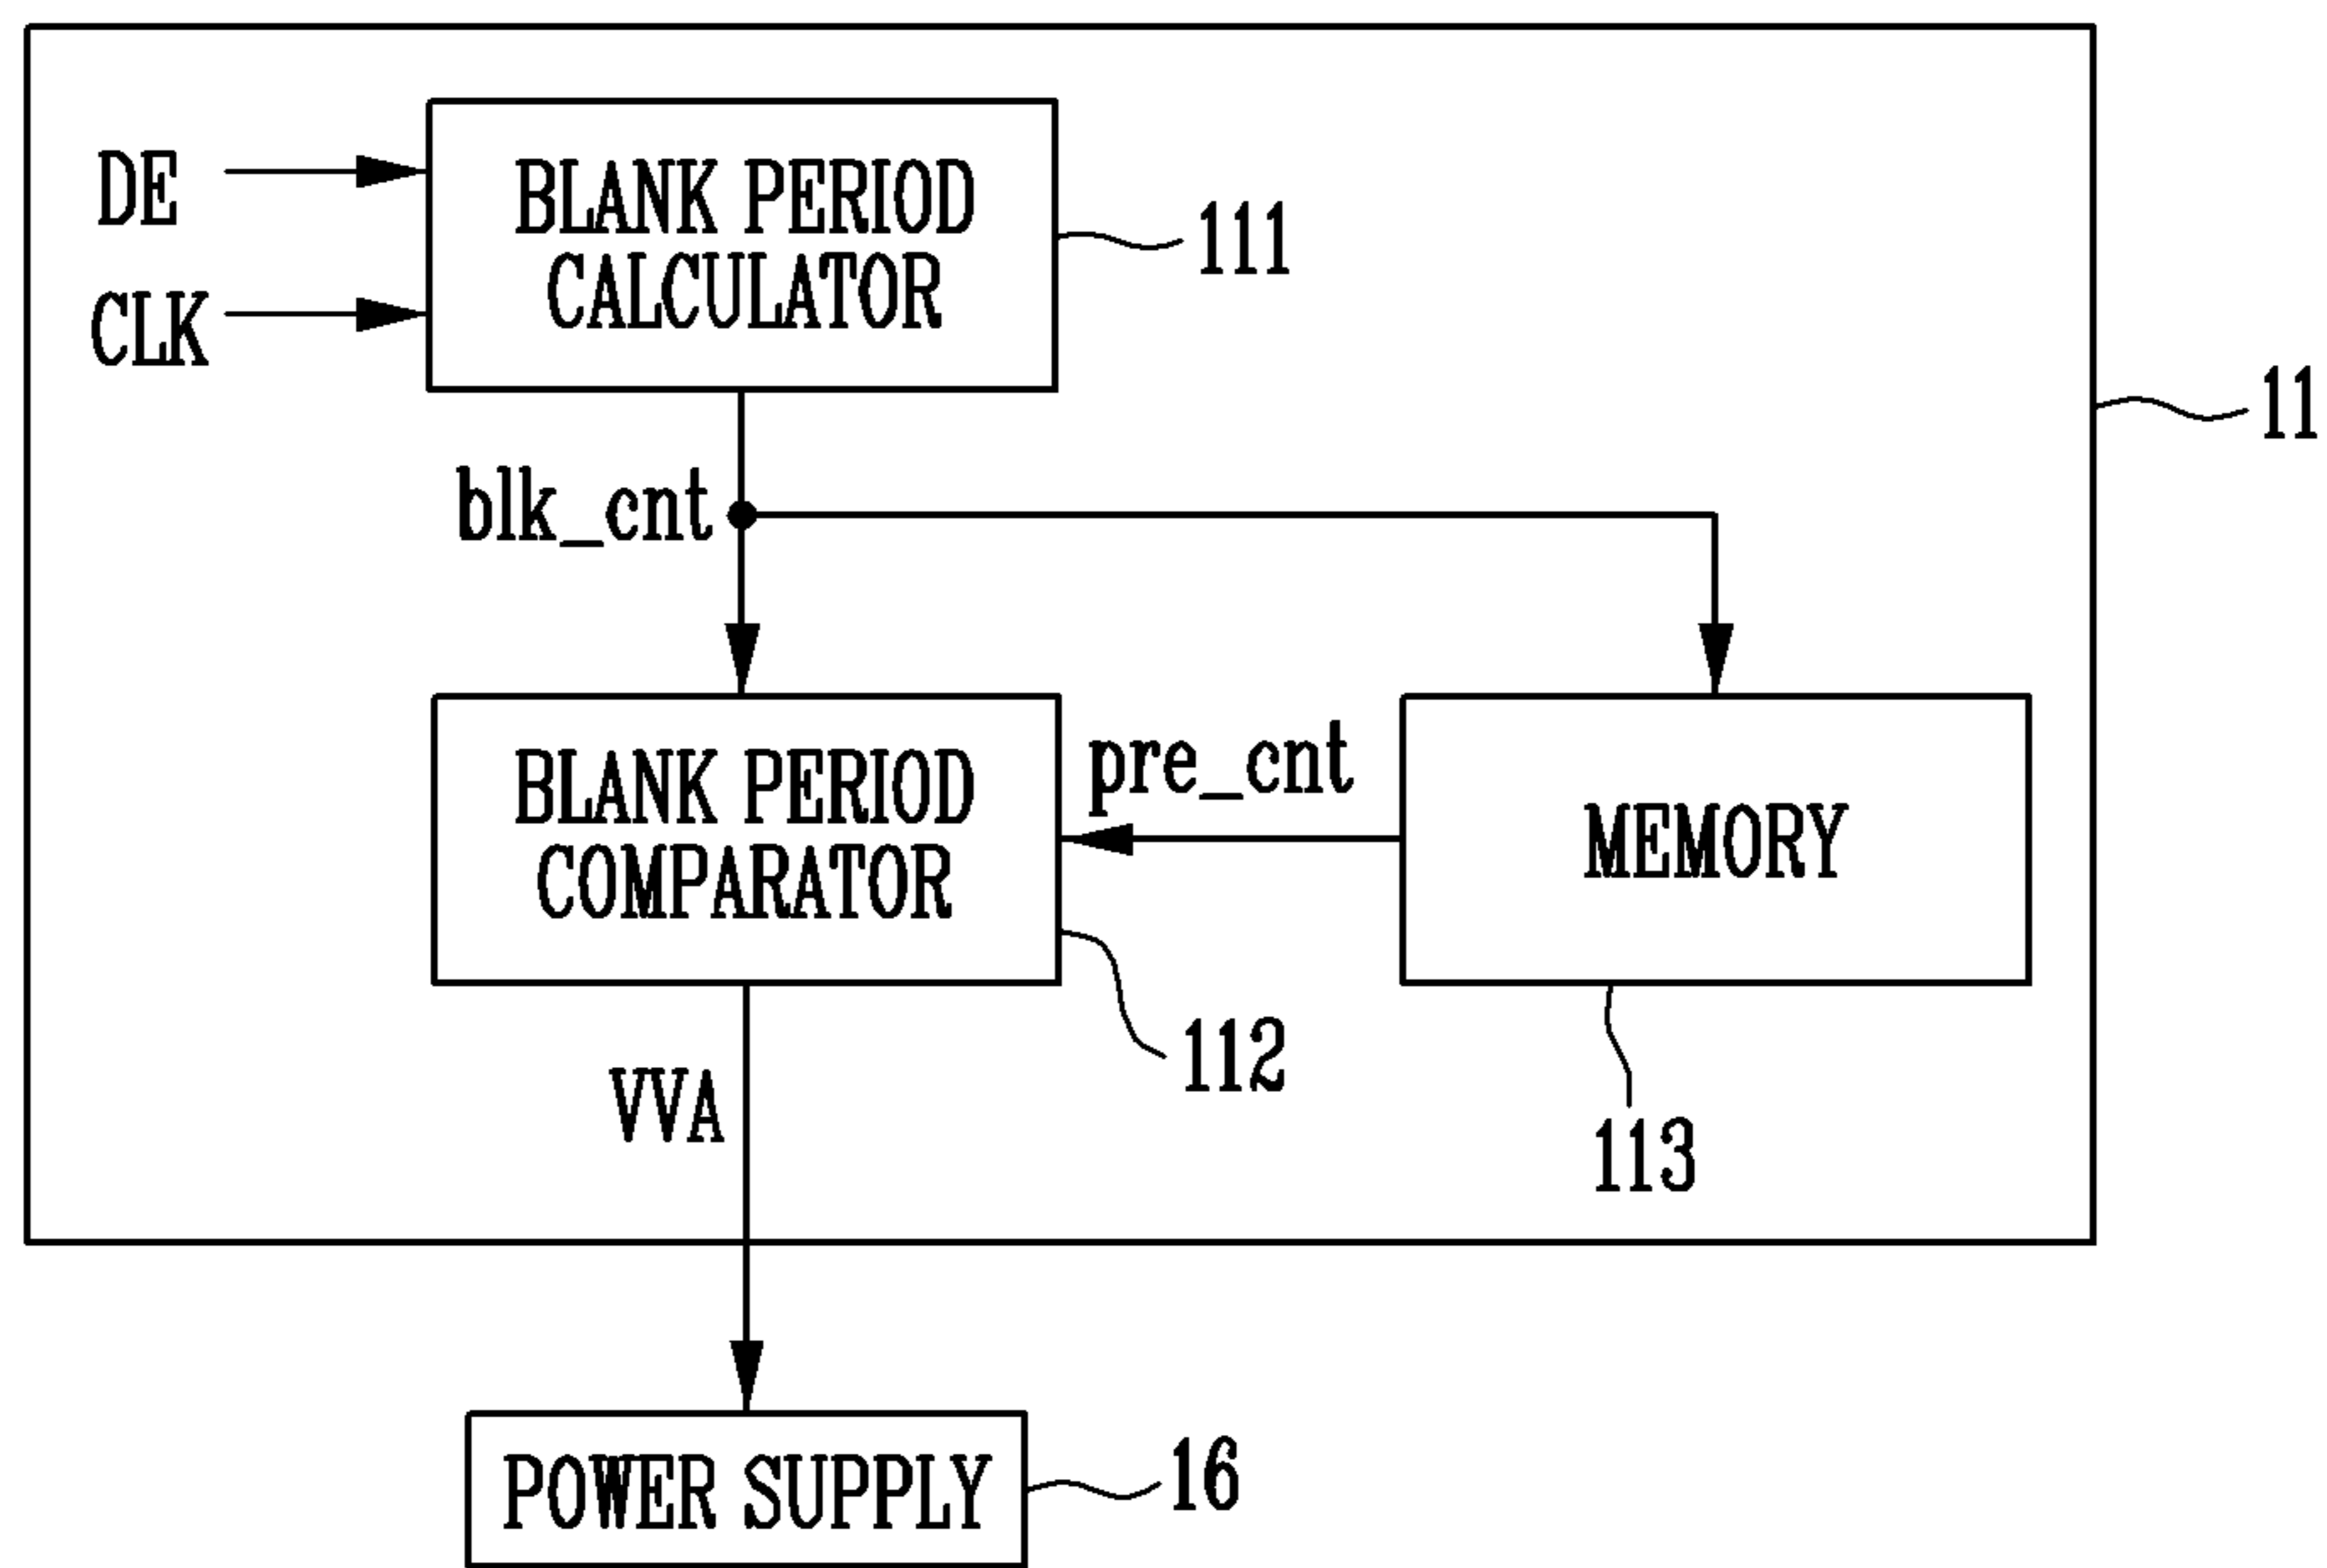 DE
BLANK PERIOD
CALCULATOR
111
CLK
11
blk_cnt
BLANK PERIOD
COMPARATOR
pre_cnt
MEMORY
112
VVA
113
POWER SUPPLY
16